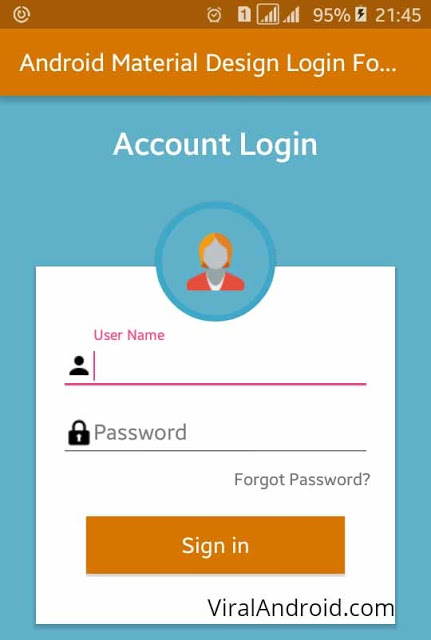 1 95% 21:45
Android Material Design Login Fo...
Account Login
User Name
Password
Forgot Password?
Sign in
ViralAndroid.com